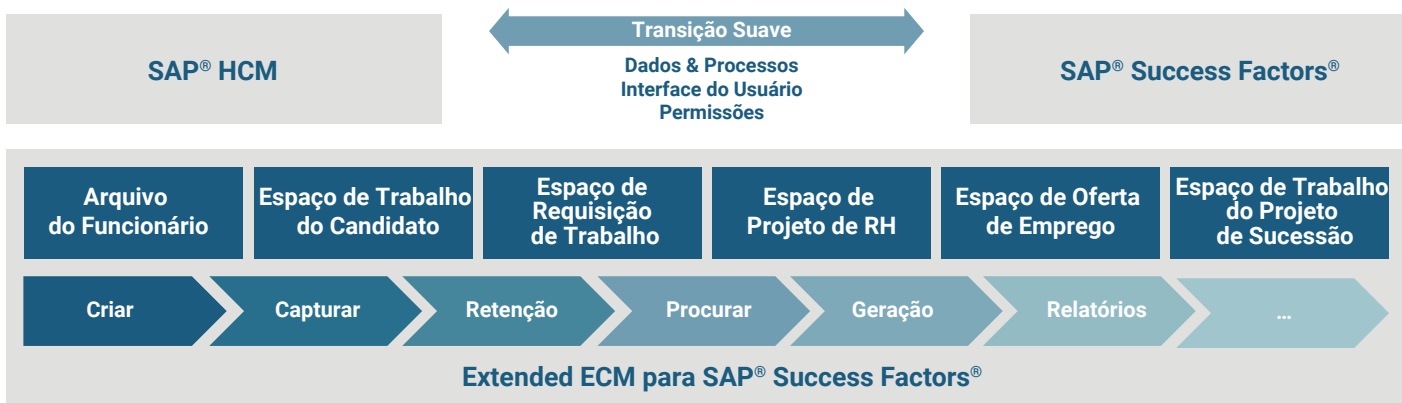 SAP® HCM
Transição Suave
Dados & Processos
Interface do Usuário
Permissões
SAP® Success Factors®
Arquivo
do Funcionário
Espaço de Trabalho
do Candidato
Espaço de
Requisição
de Trabalho
Espaço de
Projeto de RH
Espaço de Oferta
de Emprego
Espaço de Trabalho
do Projeto
de Sucessão
Criar
Capturar
Retenção
Procurar
Geração
Relatórios
...
Extended ECM para SAP® Success Factors®